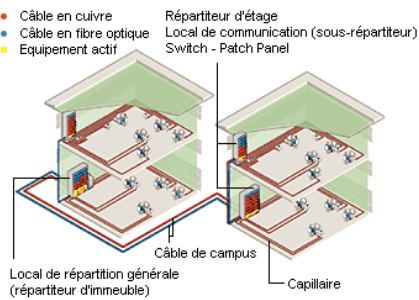 Câble en cuivre
Câble en fibre optique
Equipement actif
Répartiteur d'étage
Local de communication (sous-répartiteur)
Switch - Patch Panel
Câble de campus
Local de répartition générale
(répartiteur d'immeuble)
Capillaire